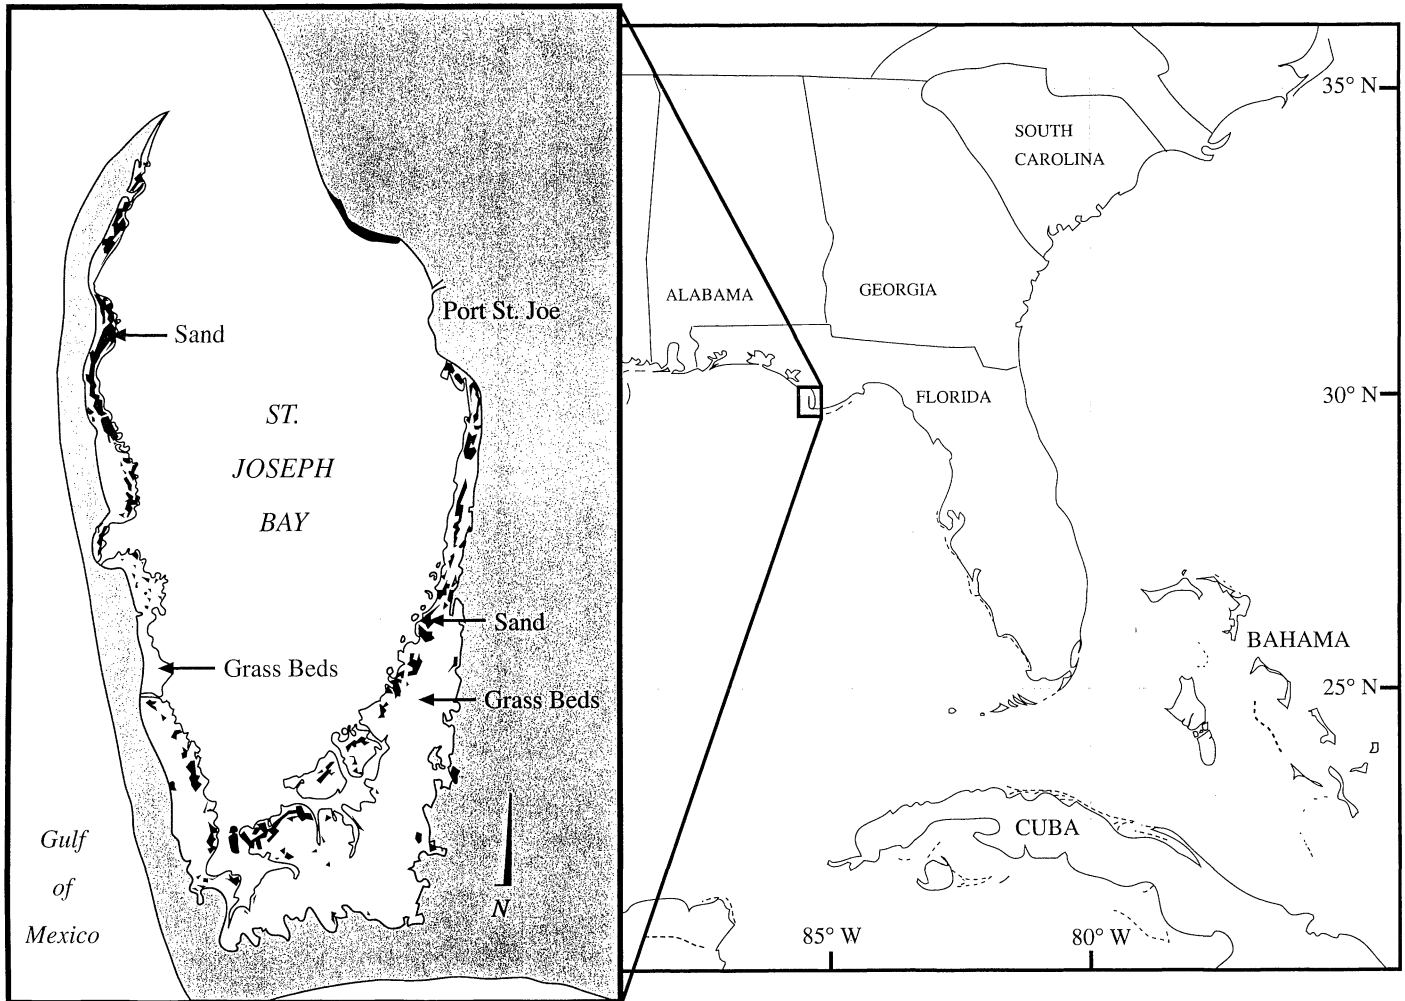 Sand
ST.
JOSEPH
BAY
Port St. Joe
Sand
Grass Beds
Grass Beds
Gulf
of
Mexico
N
35° N
SOUTH
CAROLINA
ALABAMA
GEORGIA
30° N
FLORIDA
BAHAMA
25° N
CUBA
85° W
80° W